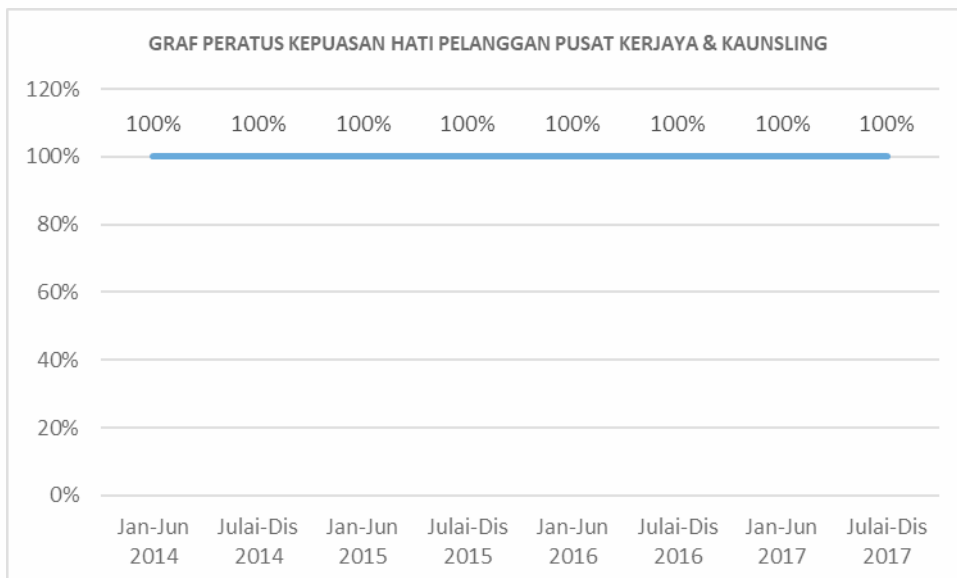 GRAF PERATUS KEPUASAN HATI PELANGGAN PUSAT KERJAYA & KAUNSLING
120%
100% 100% 100% 100% 100% 100% 100% 100%
100%
80%
60%
40%
20%
0%
Jan-Jun Julai-Dis Jan-Jun Julai-Dis Jan-Jun Julai-Dis Jan-Jun Julai-Dis
2014 2014 2015 2015 2016 2016 2017 2017